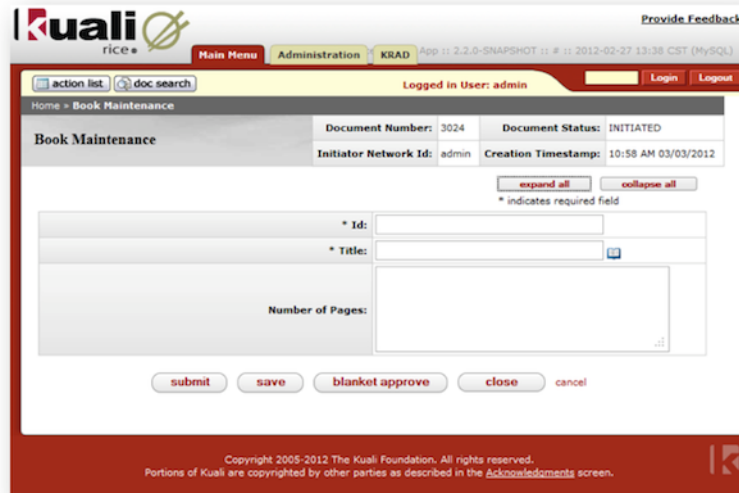 kuali
rice
Provide Feedback
Main Menu Administration KRAD App :: 2.2.0-SNAPSHOT :: # :: 2012-02-27 13:38 CST (MySQL)
action list doc search Logged in User: admin Login Logout
Home » Book Maintenance
Book Maintenance
Document Number: 3024 Document Status: INITIATED
Initiator Network Id: admin Creation Timestamp: 10:58 AM 03/03/2012
expand all collapse all
* indicates required field
* Id:
* Title:
Number of Pages:
submit save blanket approve close cancel
Copyright 2005-2012 The Kuali Foundation. All rights reserved.
Portions of Kuali are copyrighted by other parties as described in the Acknowledgments screen.